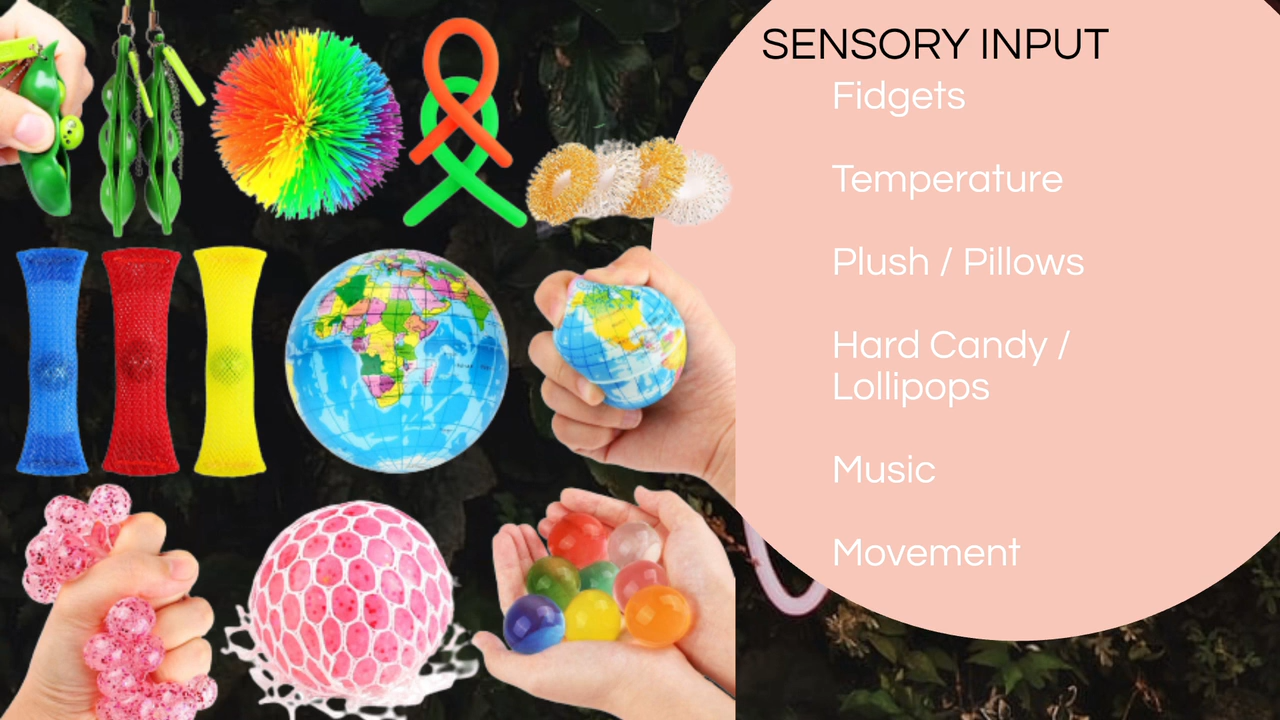 SENSORY INPUT
Fidgets
Temperature
Plush / Pillows
Hard Candy /
Lollipops
Music
Movement